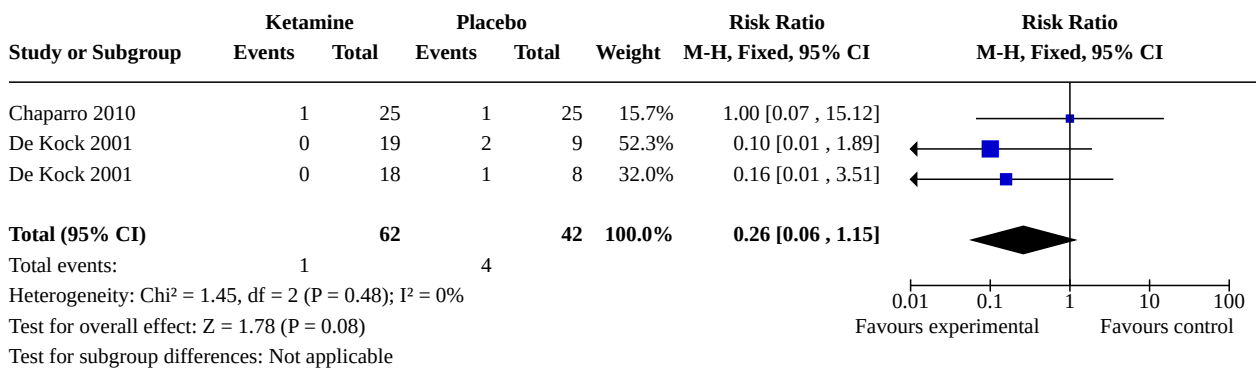 Ketamine Placebo Risk Ratio Risk Ratio
Study or Subgroup Events Total Events Total Weight M-H, Fixed, 95% CI M-H, Fixed, 95% CI
Chaparro 2010 1 25 1 25 15.7% 1.00 [0.07 , 15.12]
De Kock 2001 0 19 2 9 52.3% 0.10 [0.01 , 1.89]
De Kock 2001 0 18 1 8 32.0% 0.16 [0.01 , 3.51]
Total (95% CI) 62 42 100.0% 0.26 [0.06 , 1.15]
Total events: 1 4
Heterogeneity: Chi² = 1.45, df = 2 (P = 0.48); I² = 0%
0.01 0.1 1 10 100
Test for overall effect: Z = 1.78 (P = 0.08)
Favours experimental Favours control
Test for subgroup differences: Not applicable